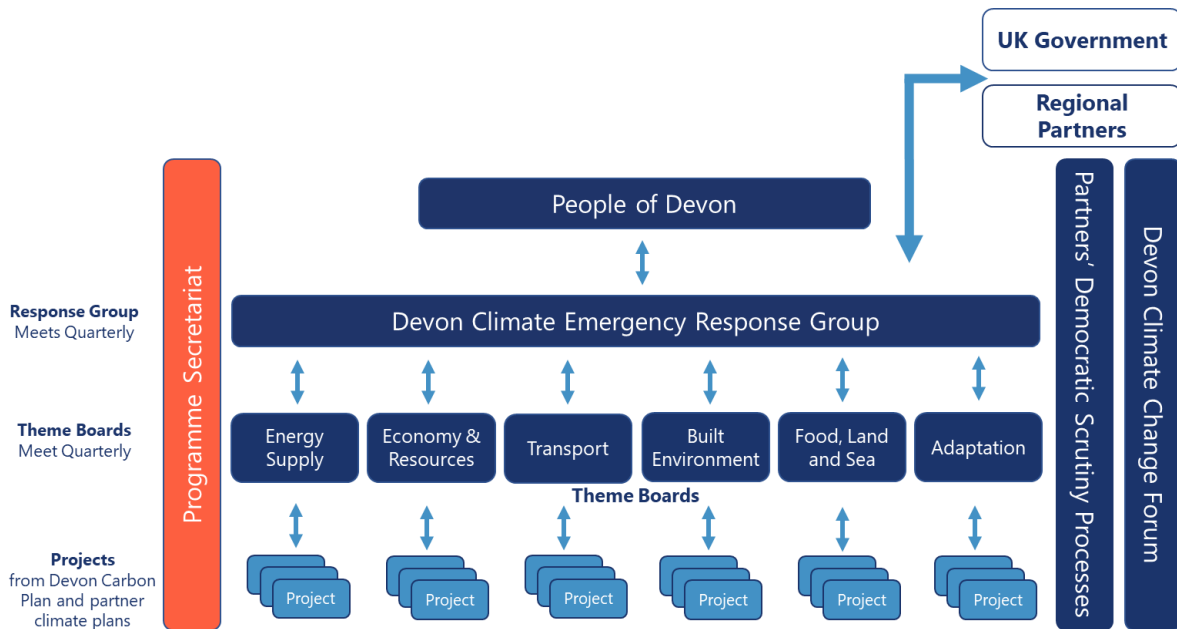 UK Government
Regional
Partners
People of Devon
Programme Secretariat
Partners’ Democratic Scrutiny Processes
Devon Climate Change Forum
Response Group
Meets Quarterly
Devon Climate Emergency Response Group
Theme Boards
Meet Quarterly
Energy
Supply
Economy &
Resources
Transport
Built
Environment
Food, Land
and Sea
Adaptation
Theme Boards
Projects
from Devon Carbon
Plan and partner
climate plans
Project
Project
Project
Project
Project
Project